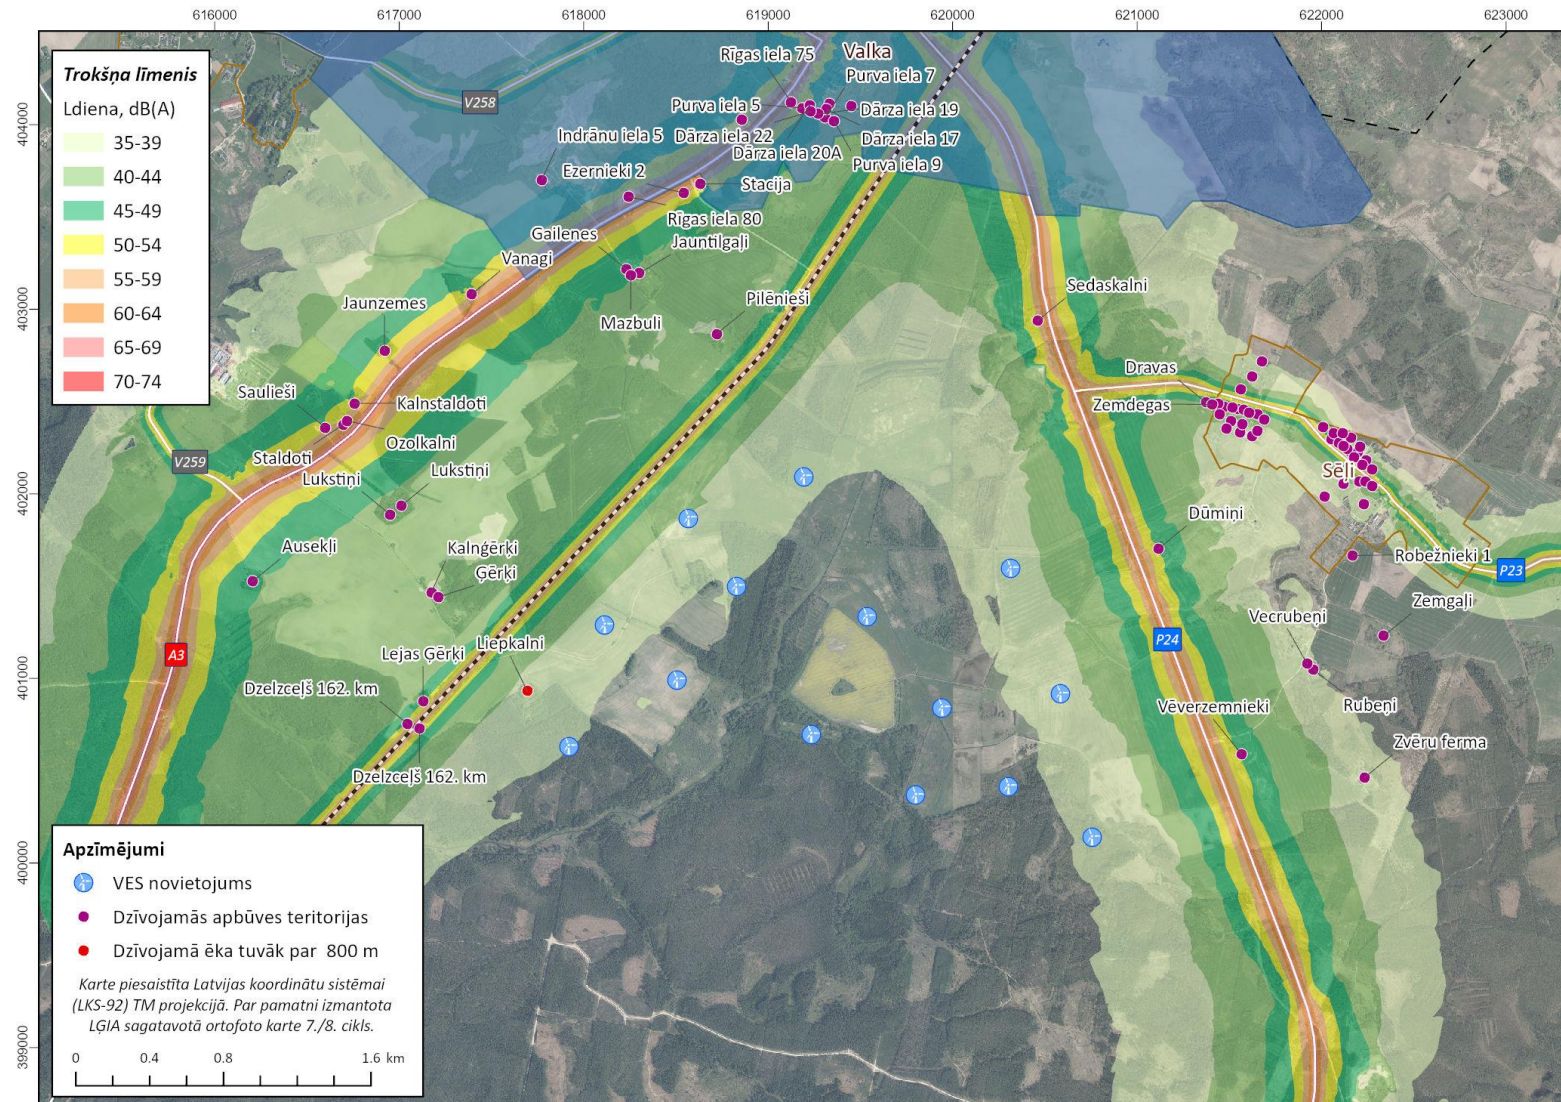 616000
617000
618000
619000
620000
621000
622000
623000
404000
403000
402000
401000
400000
399000
Trokšņa līmenis
Ldiena, dB(A)
35-39
40-44
45-49
50-54
55-59
60-64
65-69
70-74
V258
Rīgas iela 75
Valka
Purva iela 7
Purva iela 5
Dārza iela 19
Indrānu iela 5
Dārza iela 22
Dārza iela 17
Dārza iela 20A
Purva iela 9
Ezernieki 2
Stacija
Rīgas iela 80
Gailenes
Jauntilgaļi
Vanagi
Jaunzemes
Mazbuli
Pilēnieši
Sedaskalni
Dravas
Zemdegas
Saulieši
Kalnstaldoti
Ozolkalni
Staldoti
V259
Lukstiņi
Lukstiņi
Sēļi
Dūmiņi
Ausekļi
Kalnģērķi
Ģērķi
Robežnieki 1
P23
Zemgaļi
Vecrubeņi
A3
P24
Lejas Ģērķi
Liepkalni
Dzelzceļš 162. km
Vēverzemnieki
Rubeņi
Zvēru ferma
Dzelzceļš 162. km
Apzīmējumi
VES novietojums
Dzīvojamās apbūves teritorijas
Dzīvojamā ēka tuvāk par 800 m
Karte piesaistīta Latvijas koordinātu sistēmai
(LKS-92) TM projekcijā. Par pamatni izmantota
LĢIA sagatavotā ortofoto karte 7./8. cikls.
0 0.4 0.8 1.6 km